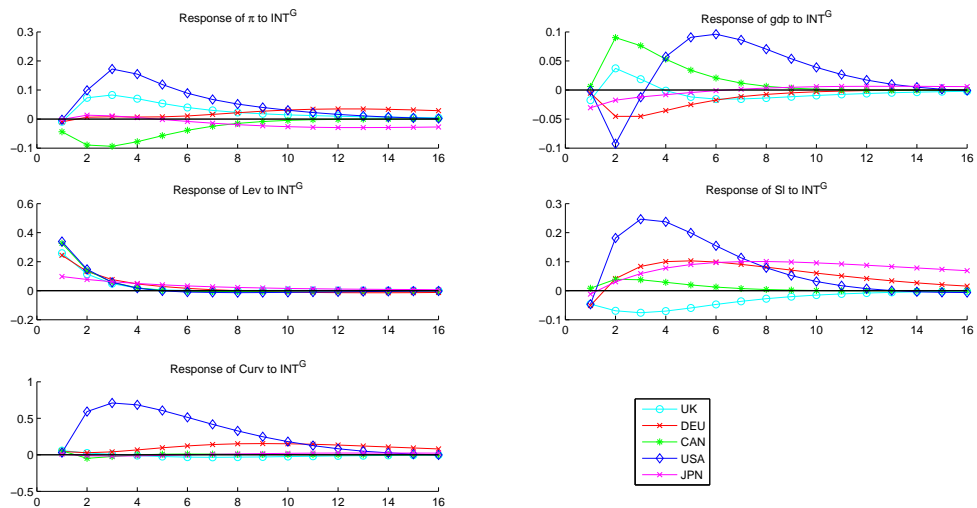 Response of π to INT^G
0.3
0.2
0.1
0
−0.1
0 2 4 6 8 10 12 14 16
Response of gdp to INT^G
0.1
0.05
0
−0.05
−0.1
0 2 4 6 8 10 12 14 16
Response of Lev to INT^G
0.6
0.4
0.2
0
−0.2
0 2 4 6 8 10 12 14 16
Response of Sl to INT^G
0.3
0.2
0.1
0
−0.1
0 2 4 6 8 10 12 14 16
Response of Curv to INT^G
1
0.5
0
−0.5
0 2 4 6 8 10 12 14 16
UK
DEU
CAN
USA
JPN